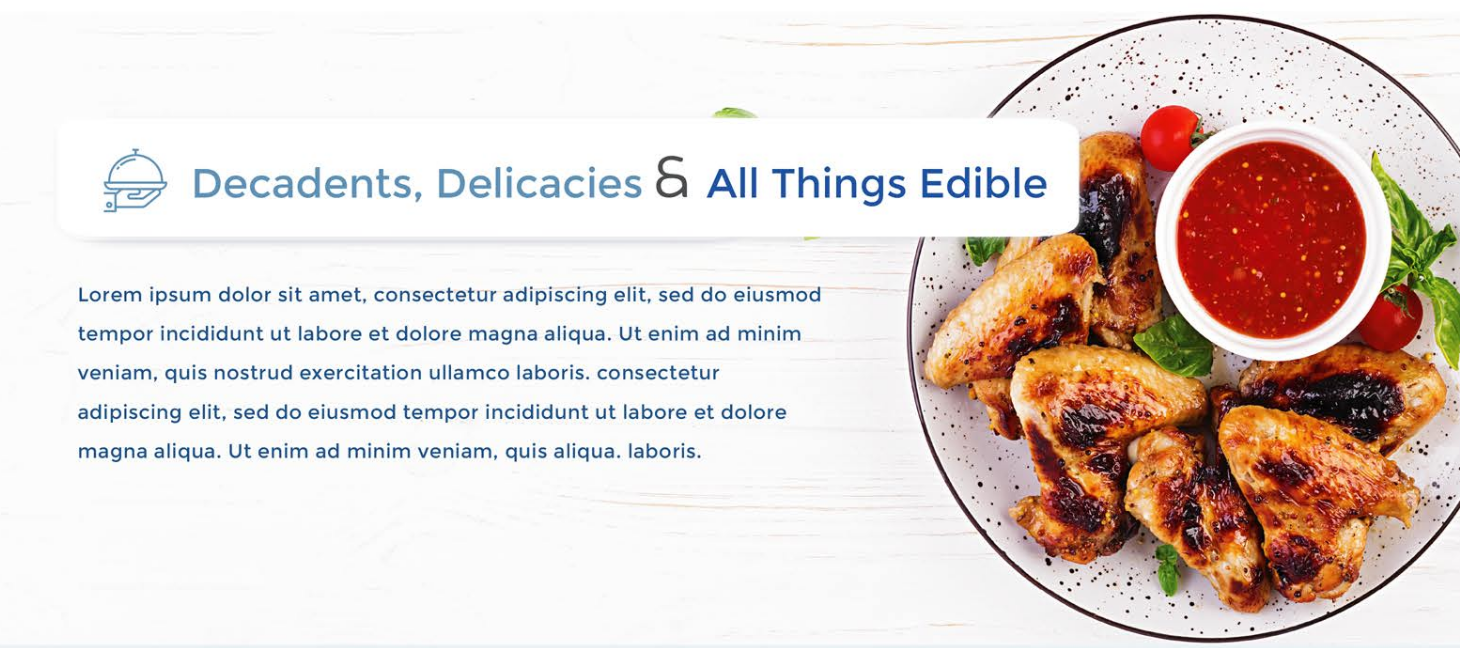 Decadents, Delicacies & All Things Edible
Lorem ipsum dolor sit amet, consectetur adipiscing elit, sed do eiusmod
tempor incididunt ut labore et dolore magna aliqua. Ut enim ad minim
veniam, quis nostrud exercitation ullamco laboris. consectetur
adipiscing elit, sed do eiusmod tempor incididunt ut labore et dolore
magna aliqua. Ut enim ad minim veniam, quis aliqua. laboris.